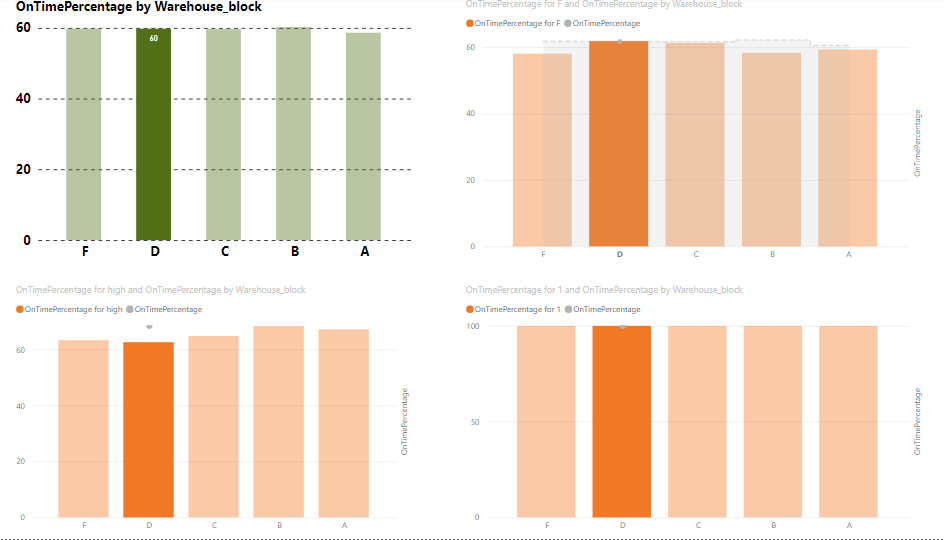 OnTimePercentage by Warehouse_block
60
40
20
0
60
F D C B A
OnTimePercentage for F and OnTimePercentage by Warehouse_block
OnTimePercentage for F OnTimePercentage
60
40
20
0
F D C B A
OnTimePercentage
OnTimePercentage for high and OnTimePercentage by Warehouse_block
OnTimePercentage for high OnTimePercentage
60
40
20
0
F D C B A
OnTimePercentage
OnTimePercentage for 1 and OnTimePercentage by Warehouse_block
OnTimePercentage for 1 OnTimePercentage
100
50
0
F D C B A
OnTimePercentage